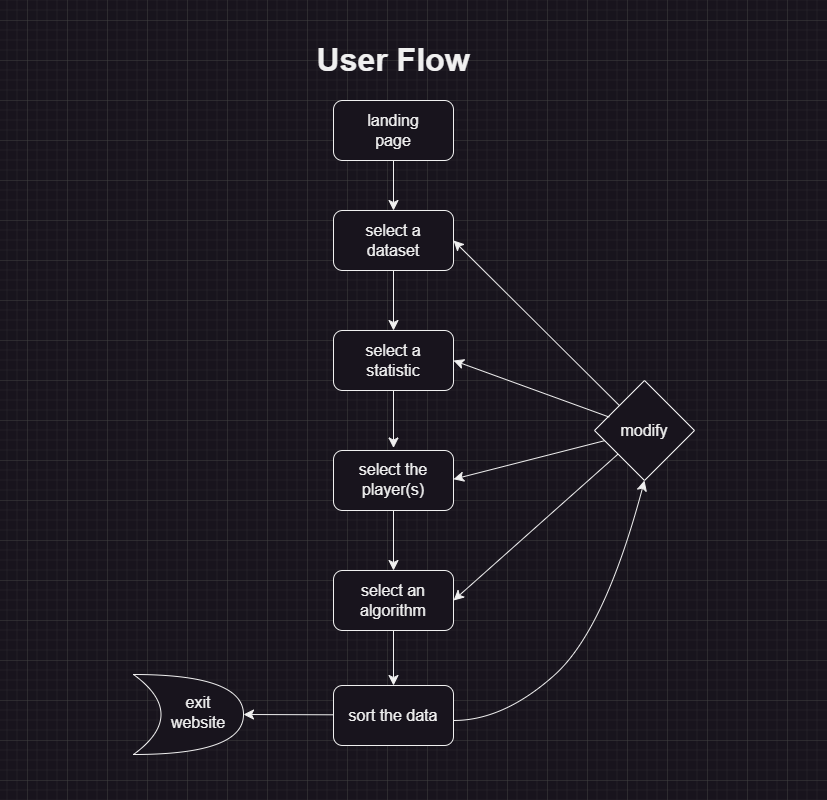 User Flow
landing
page
select a
dataset
select a
statistic
modify
select the
player(s)
select an
algorithm
exit
website
sort the data